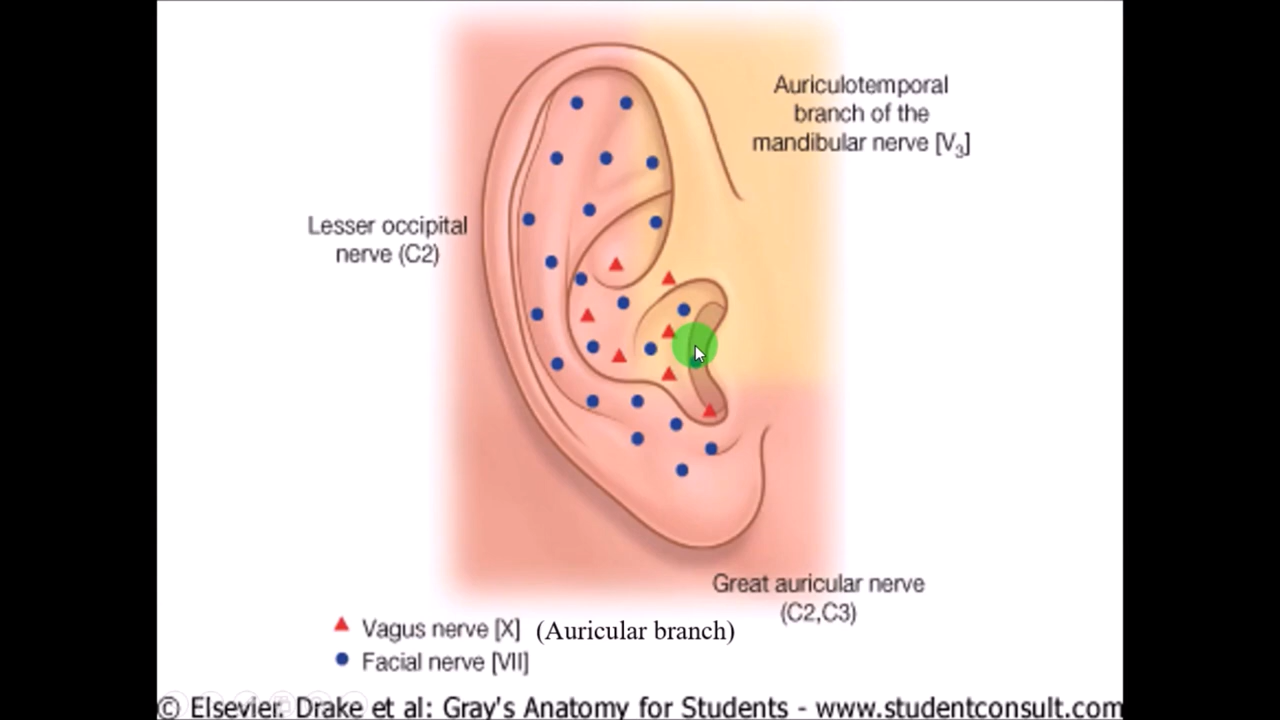 Auriculotemporal
branch of the
mandibular nerve [V₃]
Lesser occipital
nerve (C2)
Great auricular nerve
(C2,C3)
▲ Vagus nerve [X] (Auricular branch)
● Facial nerve [VII]
© Elsevier. Drake et al: Gray's Anatomy for Students - www.studentconsult.com